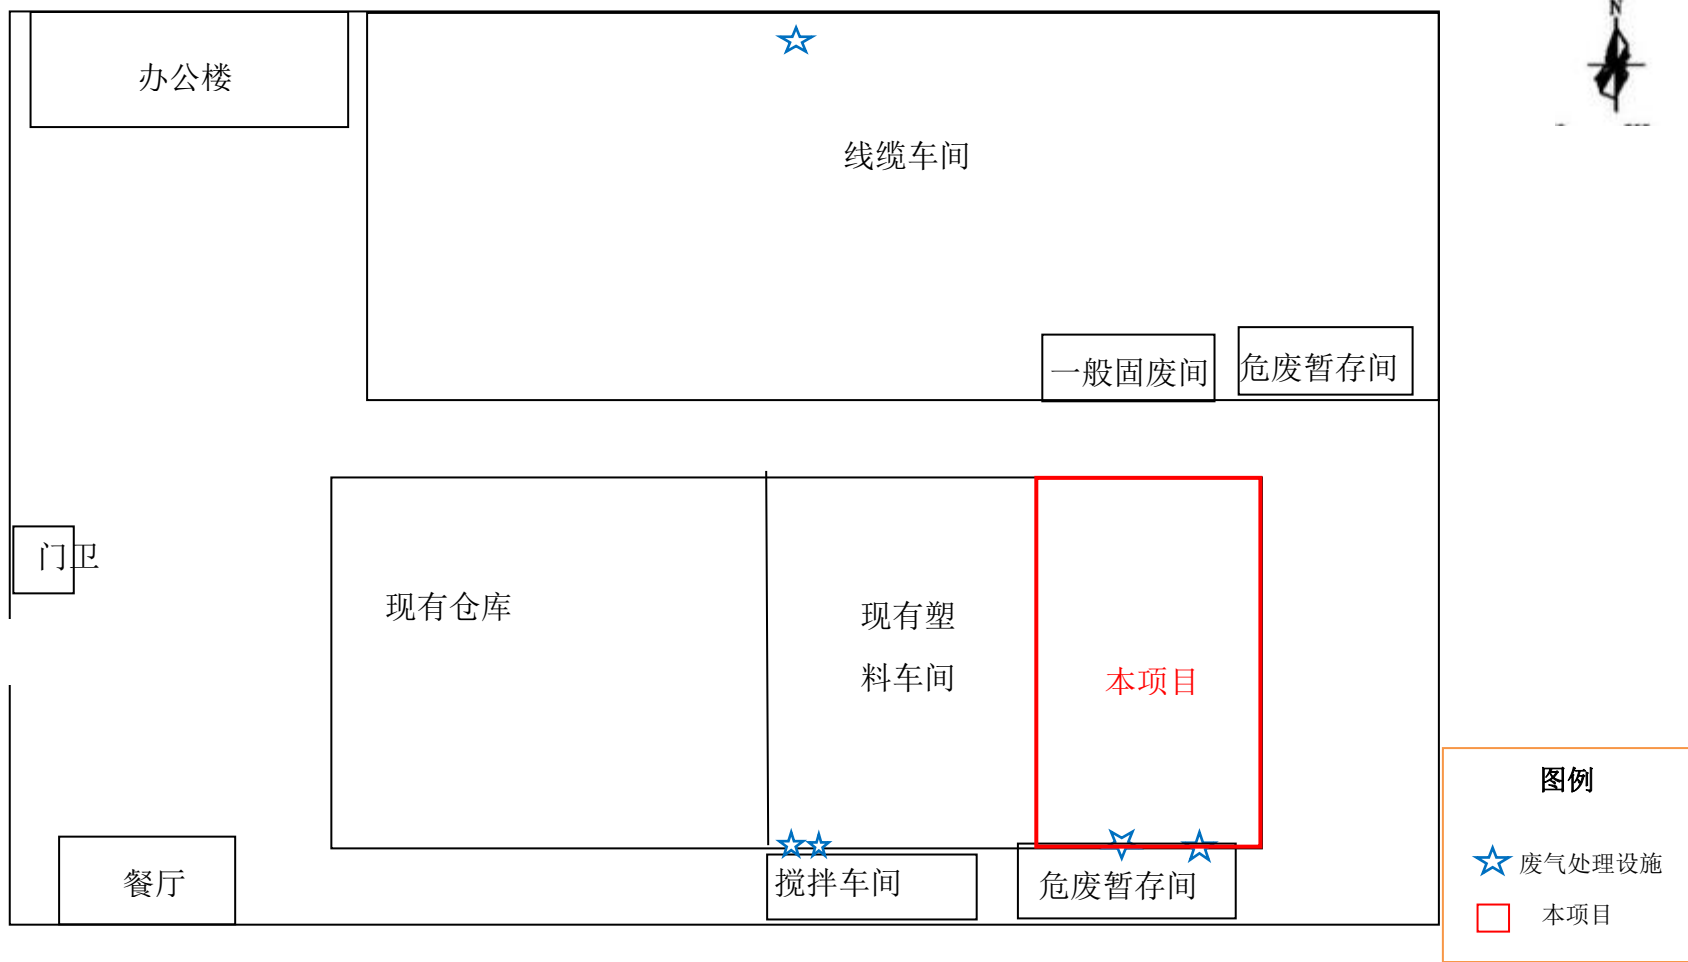 N
办公楼
线缆车间
一般固废间
危废暂存间
门卫
现有仓库
现有塑
料车间
本项目
餐厅
搅拌车间
危废暂存间
图例
废气处理设施
本项目